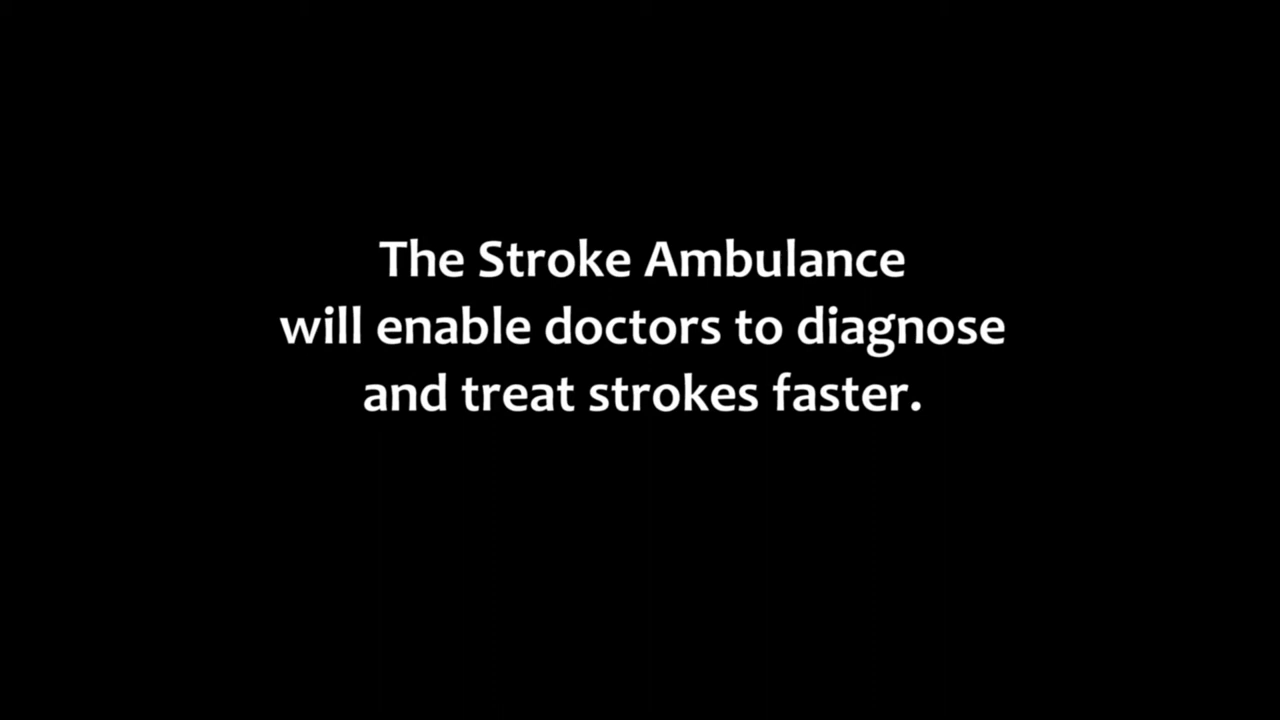 The Stroke Ambulance
will enable doctors to diagnose
and treat strokes faster.